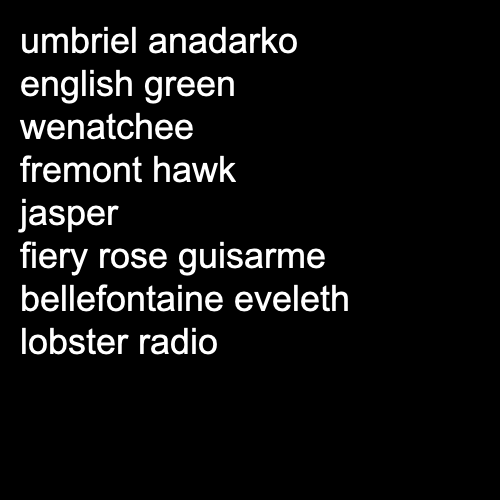 umbriel anadarko
english green
wenatchee
fremont hawk
jasper
fiery rose guisarme
bellefontaine eveleth
lobster radio